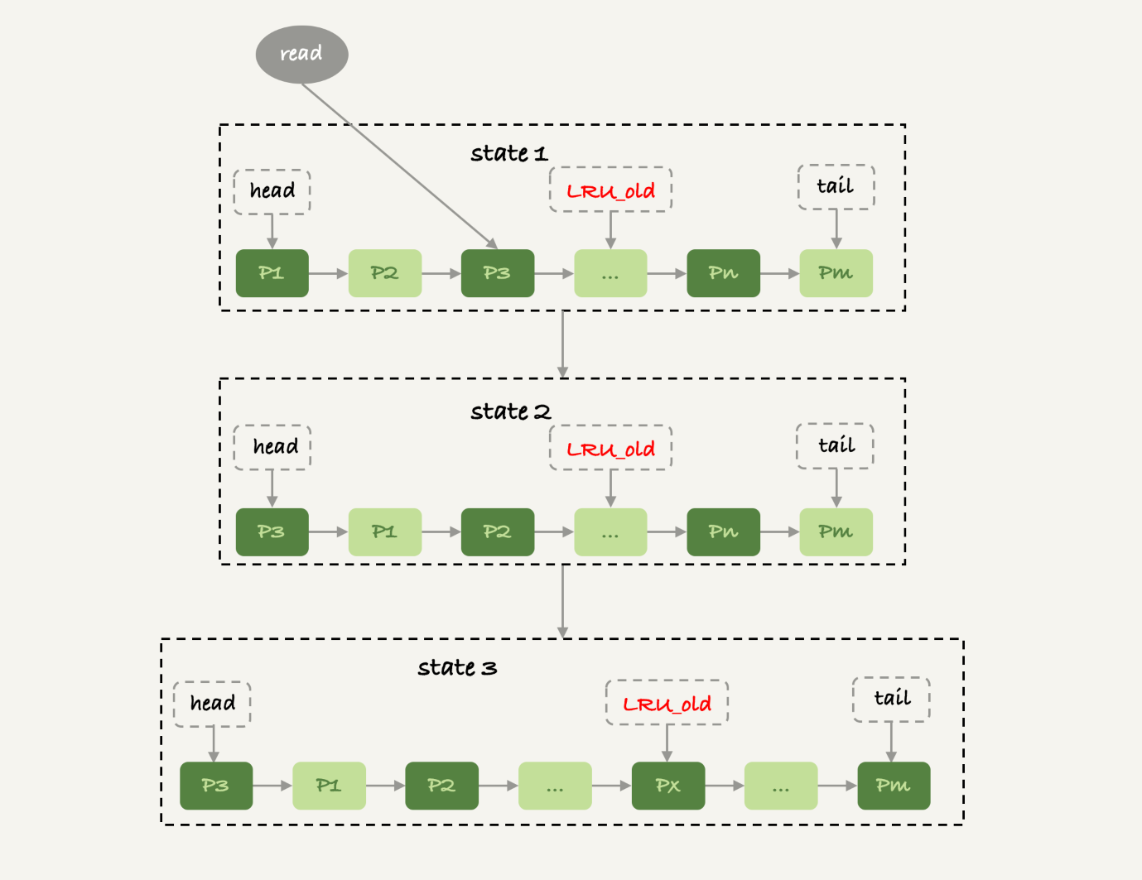 read
state 1
head
LRU_old
tail
P1
P2
P3
...
Pn
Pm
state 2
head
LRU_old
tail
P3
P1
P2
...
Pn
Pm
state 3
head
LRU_old
tail
P3
P1
P2
...
PX
...
Pm